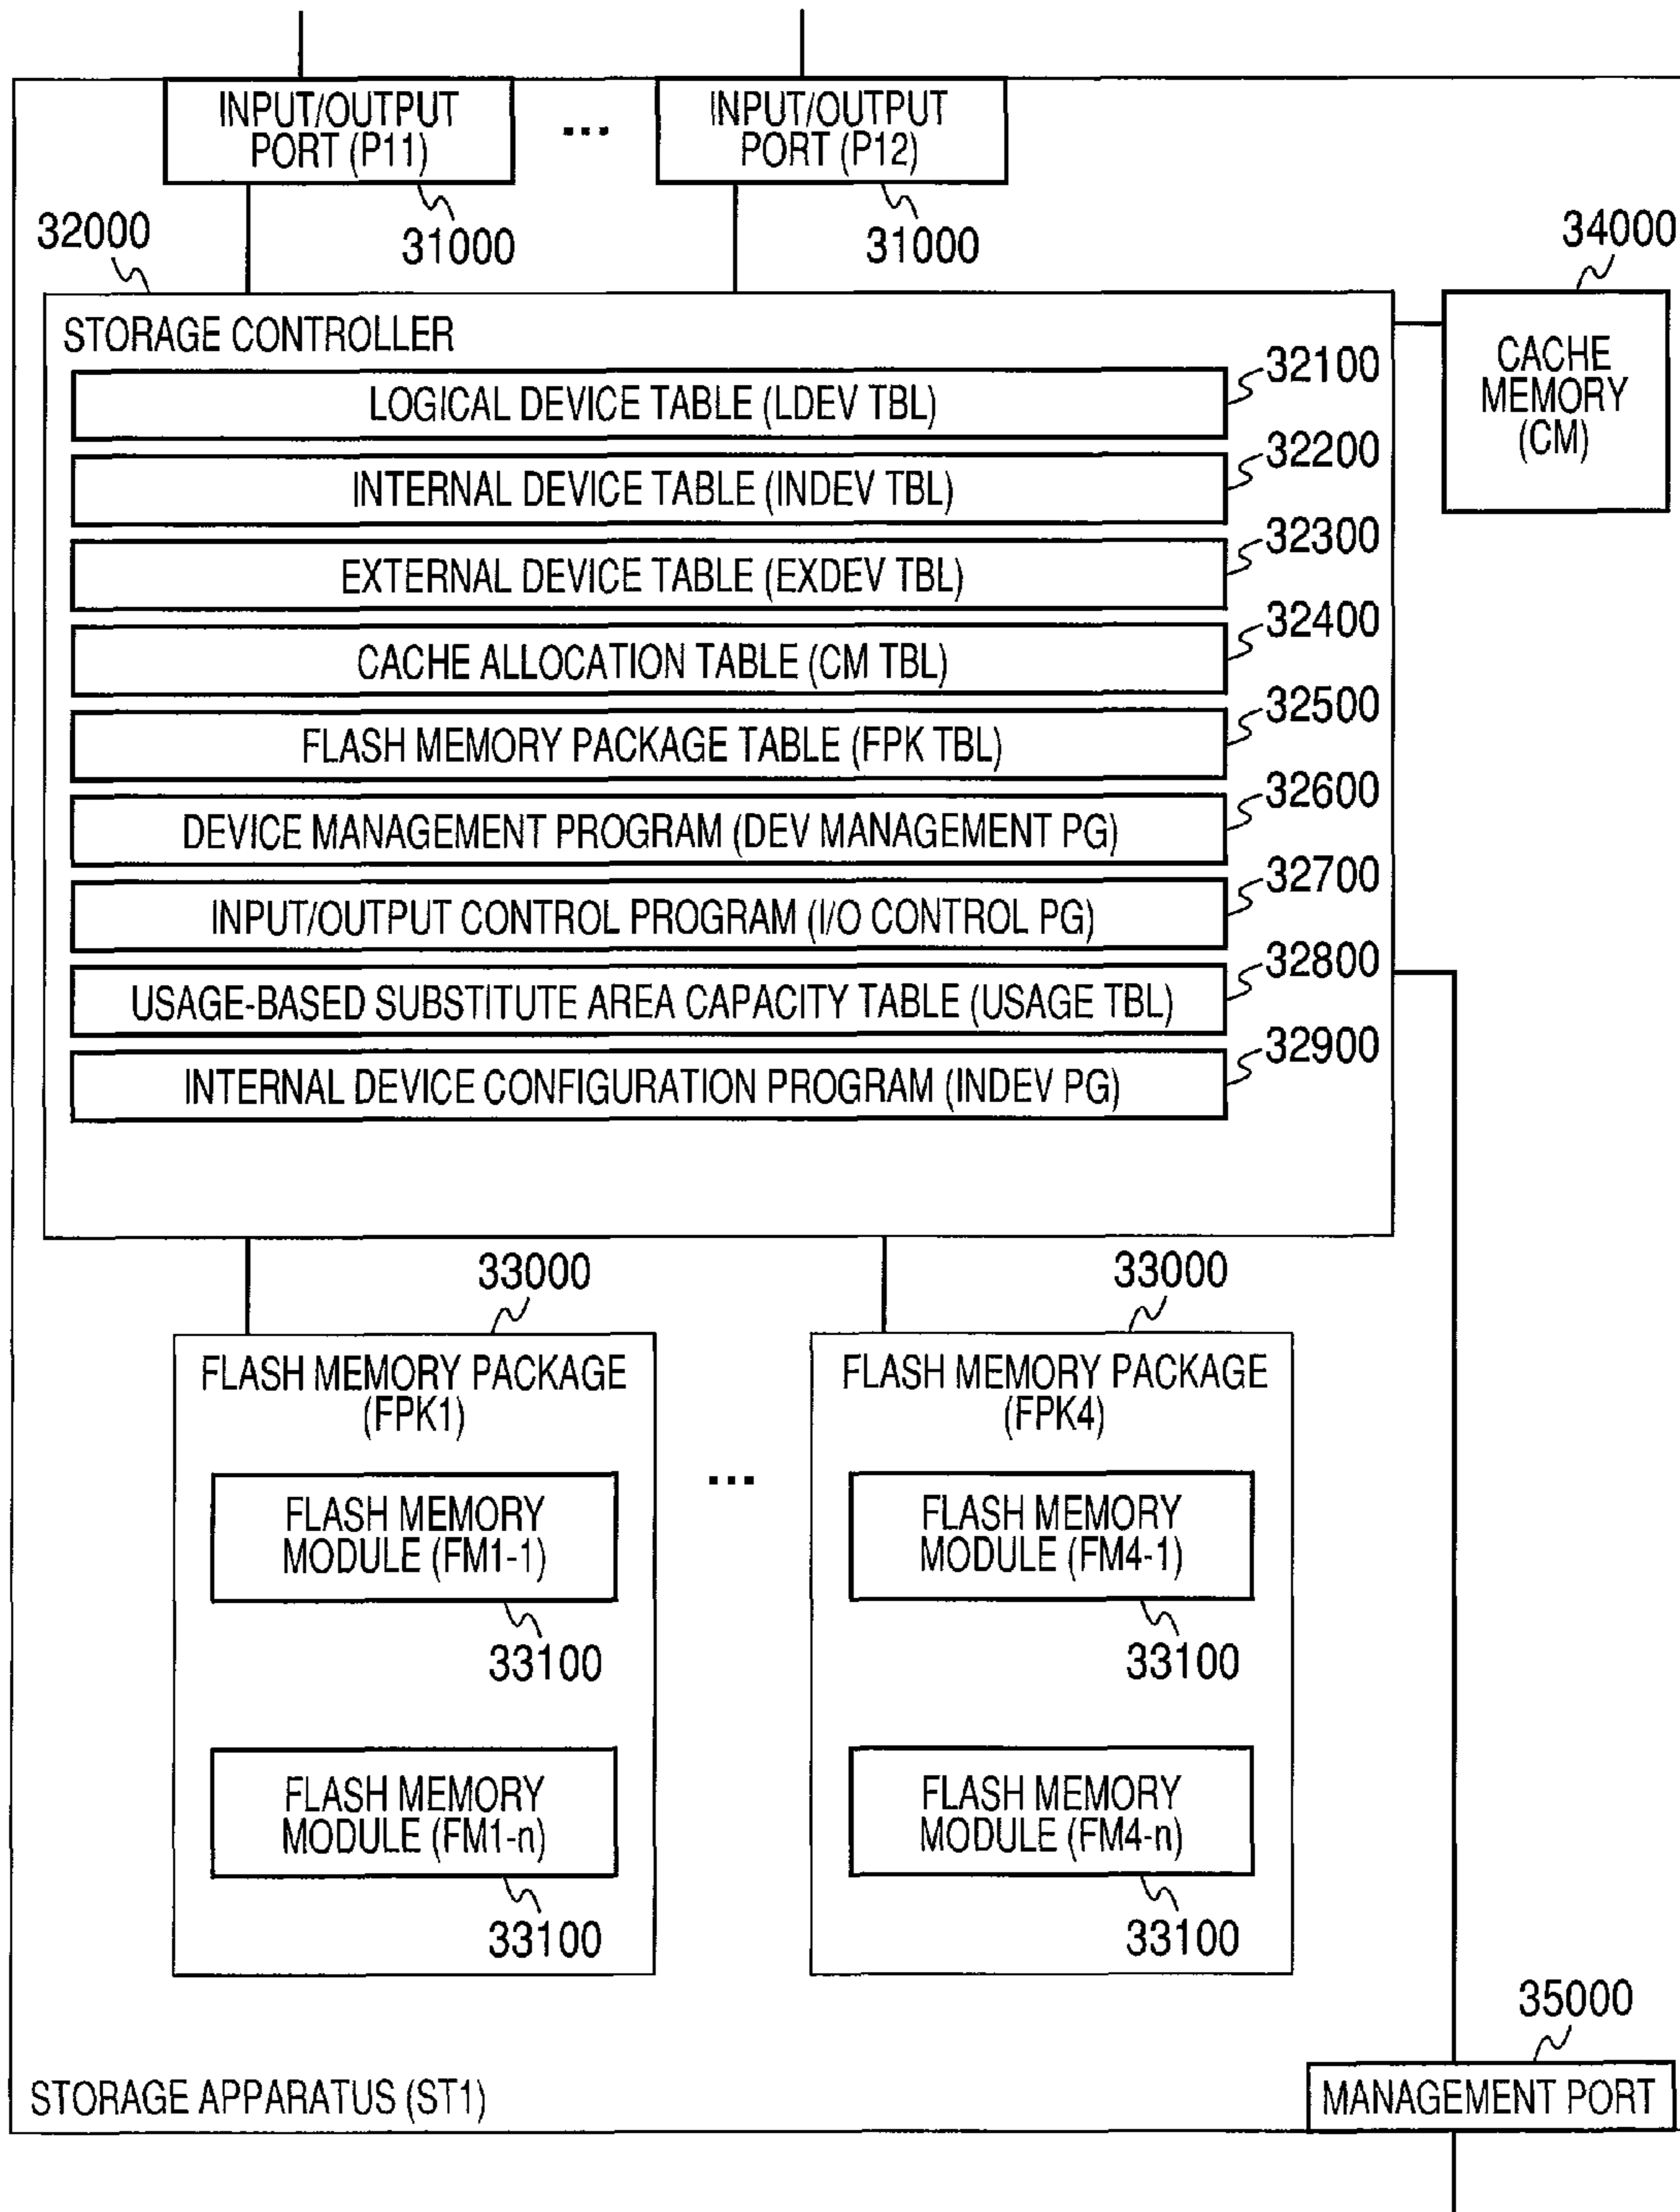 INPUT/OUTPUT
PORT (P11)
...
INPUT/OUTPUT
PORT (P12)
31000
31000
32000
34000
STORAGE CONTROLLER
CACHE
MEMORY
(CM)
LOGICAL DEVICE TABLE (LDEV TBL)
32100
INTERNAL DEVICE TABLE (INDEV TBL)
32200
EXTERNAL DEVICE TABLE (EXDEV TBL)
32300
CACHE ALLOCATION TABLE (CM TBL)
32400
FLASH MEMORY PACKAGE TABLE (FPK TBL)
32500
DEVICE MANAGEMENT PROGRAM (DEV MANAGEMENT PG)
32600
INPUT/OUTPUT CONTROL PROGRAM (I/O CONTROL PG)
32700
USAGE-BASED SUBSTITUTE AREA CAPACITY TABLE (USAGE TBL)
32800
INTERNAL DEVICE CONFIGURATION PROGRAM (INDEV PG)
32900
33000
FLASH MEMORY PACKAGE
(FPK1)
FLASH MEMORY
MODULE (FM1-1)
33100
FLASH MEMORY
MODULE (FM1-n)
33100
...
33000
FLASH MEMORY PACKAGE
(FPK4)
FLASH MEMORY
MODULE (FM4-1)
33100
FLASH MEMORY
MODULE (FM4-n)
33100
35000
STORAGE APPARATUS (ST1)
MANAGEMENT PORT